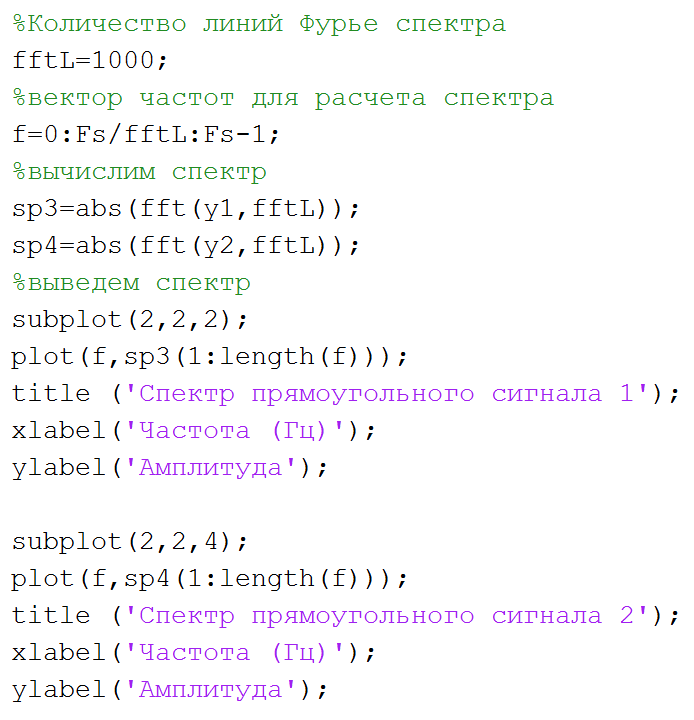 %Количество линий Фурье спектра
fftL=1000;
%вектор частот для расчета спектра
f=0:Fs/fftL:Fs-1;
%вычислим спектр
sp3=abs(fft(y1,fftL));
sp4=abs(fft(y2,fftL));
%выведем спектр
subplot(2,2,2);
plot(f,sp3(1:length(f)));
title ('Спектр прямоугольного сигнала 1');
xlabel('Частота (Гц)');
ylabel('Амплитуда');
subplot(2,2,4);
plot(f,sp4(1:length(f)));
title ('Спектр прямоугольного сигнала 2');
xlabel('Частота (Гц)');
ylabel('Амплитуда');